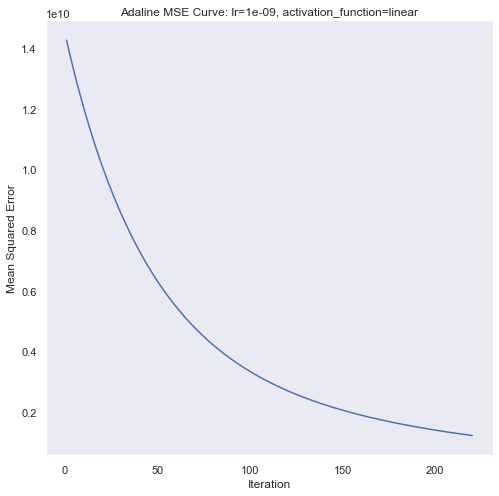 Adaline MSE Curve: lr=1e-09, activation_function=linear
1e10
1.4
1.2
1.0
0.8
0.6
0.4
0.2
Mean Squared Error
0 50 100 150 200
Iteration